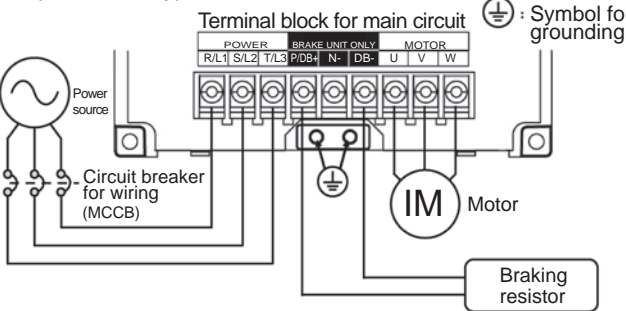 Terminal block for main circuit
: Symbol fo
grounding
POWER BRAKE UNIT ONLY MOTOR
R/L1 S/L2 T/L3 P/DB+ N- DB- U V W
Power
source
Circuit breaker
for wiring
(MCCB)
IM Motor
Braking
resistor